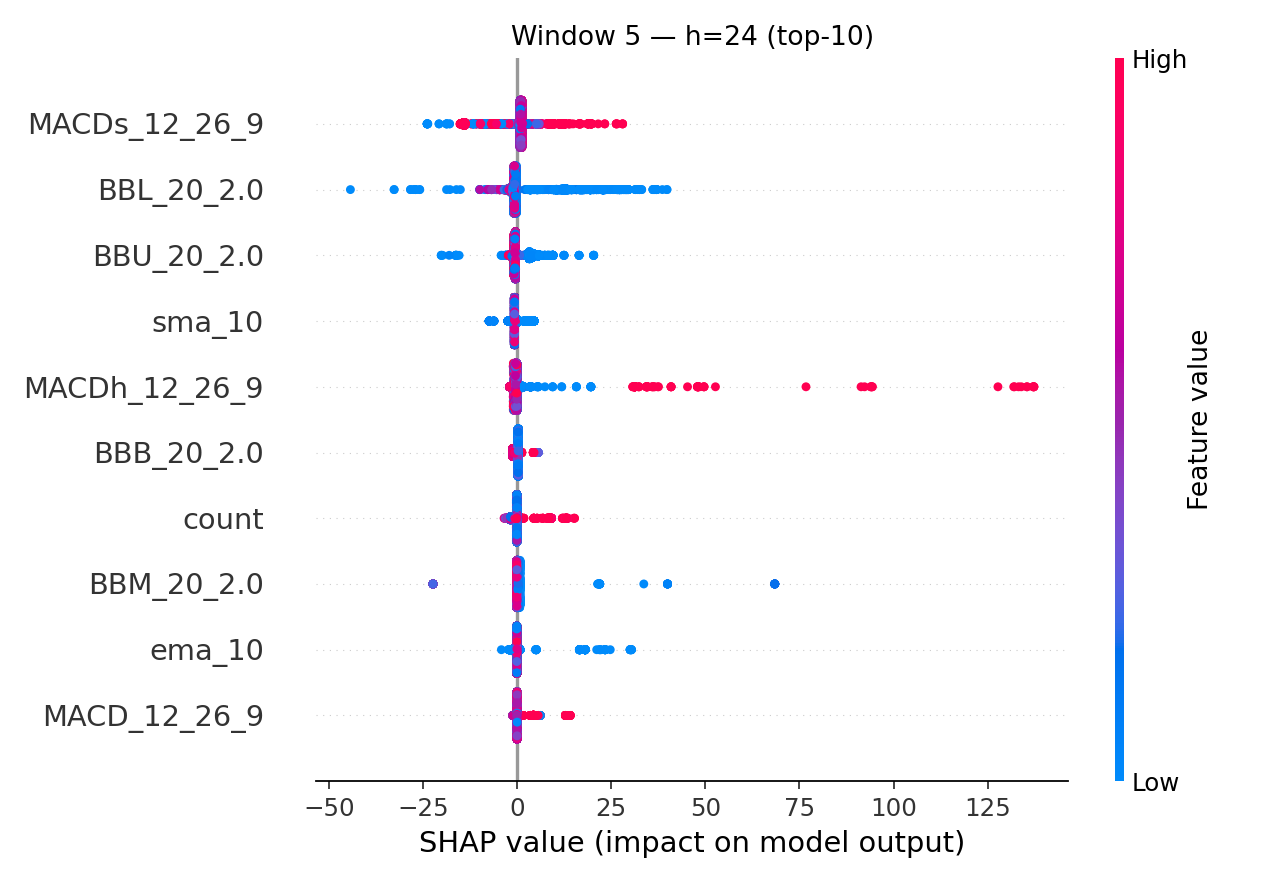 Window 5 — h=24 (top-10)
High
MACDs_12_26_9
BBL_20_2.0
BBU_20_2.0
sma_10
MACDh_12_26_9
BBB_20_2.0
count
BBM_20_2.0
ema_10
MACD_12_26_9
Feature value
Low
−50 −25 0 25 50 75 100 125
SHAP value (impact on model output)